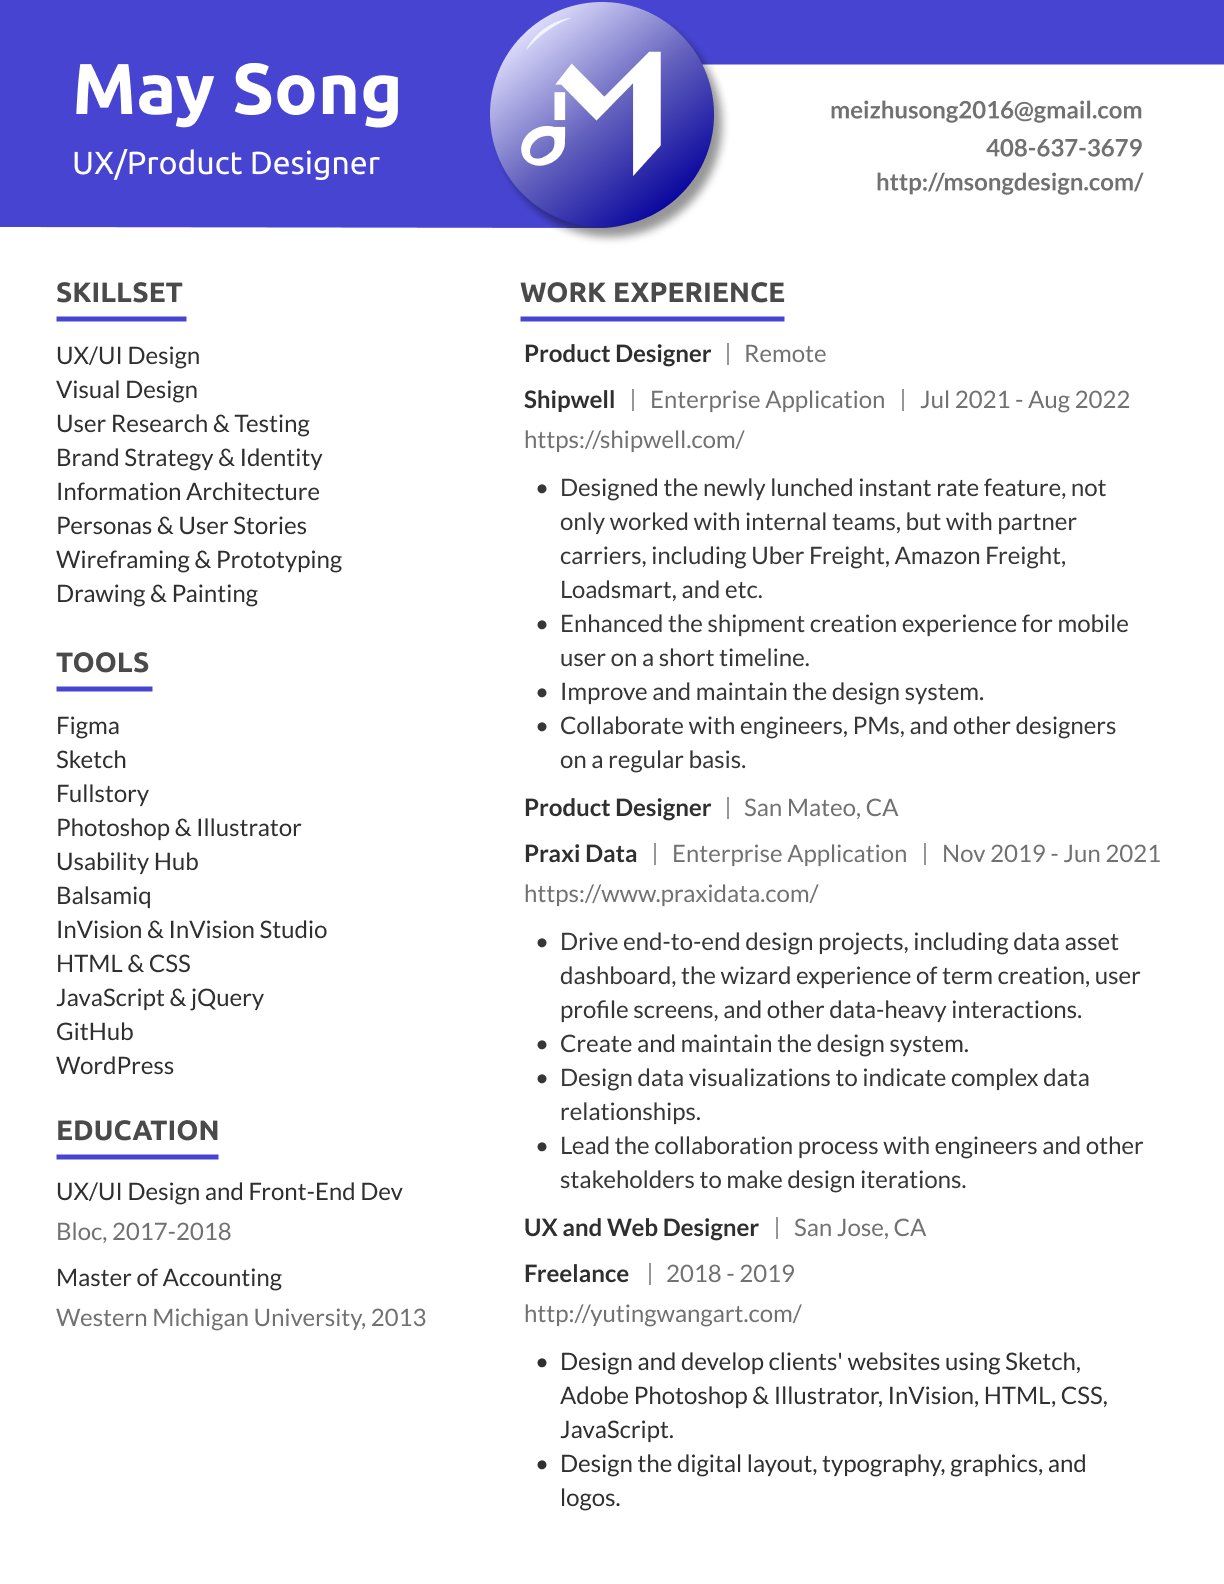 May Song
UX/Product Designer
M
meizhusong2016@gmail.com
408-637-3679
http://msongdesign.com/
SKILLSET
UX/UI Design
Visual Design
User Research & Testing
Brand Strategy & Identity
Information Architecture
Personas & User Stories
Wireframing & Prototyping
Drawing & Painting
TOOLS
Figma
Sketch
Fullstory
Photoshop & Illustrator
Usability Hub
Balsamiq
InVision & InVision Studio
HTML & CSS
JavaScript & jQuery
GitHub
WordPress
EDUCATION
UX/UI Design and Front-End Dev
Bloc, 2017-2018
Master of Accounting
Western Michigan University, 2013
WORK EXPERIENCE
Product Designer | Remote
Shipwell | Enterprise Application | Jul 2021 - Aug 2022
https://shipwell.com/
• Designed the newly lunched instant rate feature, not
only worked with internal teams, but with partner
carriers, including Uber Freight, Amazon Freight,
Loadsmart, and etc.
• Enhanced the shipment creation experience for mobile
user on a short timeline.
• Improve and maintain the design system.
• Collaborate with engineers, PMs, and other designers
on a regular basis.
Product Designer | San Mateo, CA
Praxi Data | Enterprise Application | Nov 2019 - Jun 2021
https://www.praxidata.com/
• Drive end-to-end design projects, including data asset
dashboard, the wizard experience of term creation, user
profile screens, and other data-heavy interactions.
• Create and maintain the design system.
• Design data visualizations to indicate complex data
relationships.
• Lead the collaboration process with engineers and other
stakeholders to make design iterations.
UX and Web Designer | San Jose, CA
Freelance | 2018 - 2019
http://yutingwangart.com/
• Design and develop clients' websites using Sketch,
Adobe Photoshop & Illustrator, InVision, HTML, CSS,
JavaScript.
• Design the digital layout, typography, graphics, and
logos.